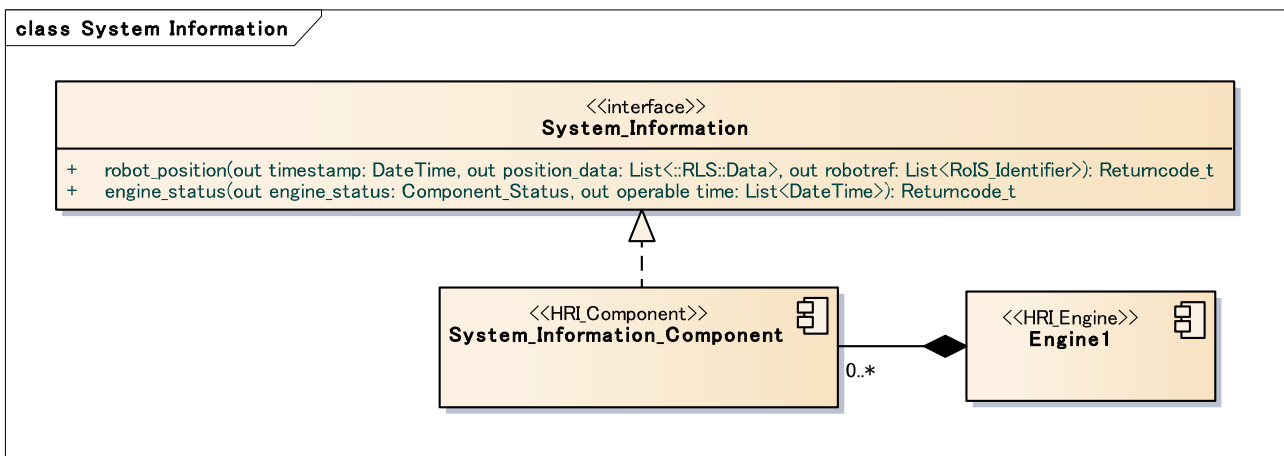 class System Information
<<interface>>
System_Information
+ robot_position(out timestamp: DateTime, out position_data: List<::RLS::Data>, out robotref: List<RoIS_Identifier>): Returncode_t
+ engine_status(out engine_status: Component_Status, out operable time: List<DateTime>): Returncode_t
<<HRI_Component>>
System_Information_Component
0..*
<<HRI_Engine>>
Engine1